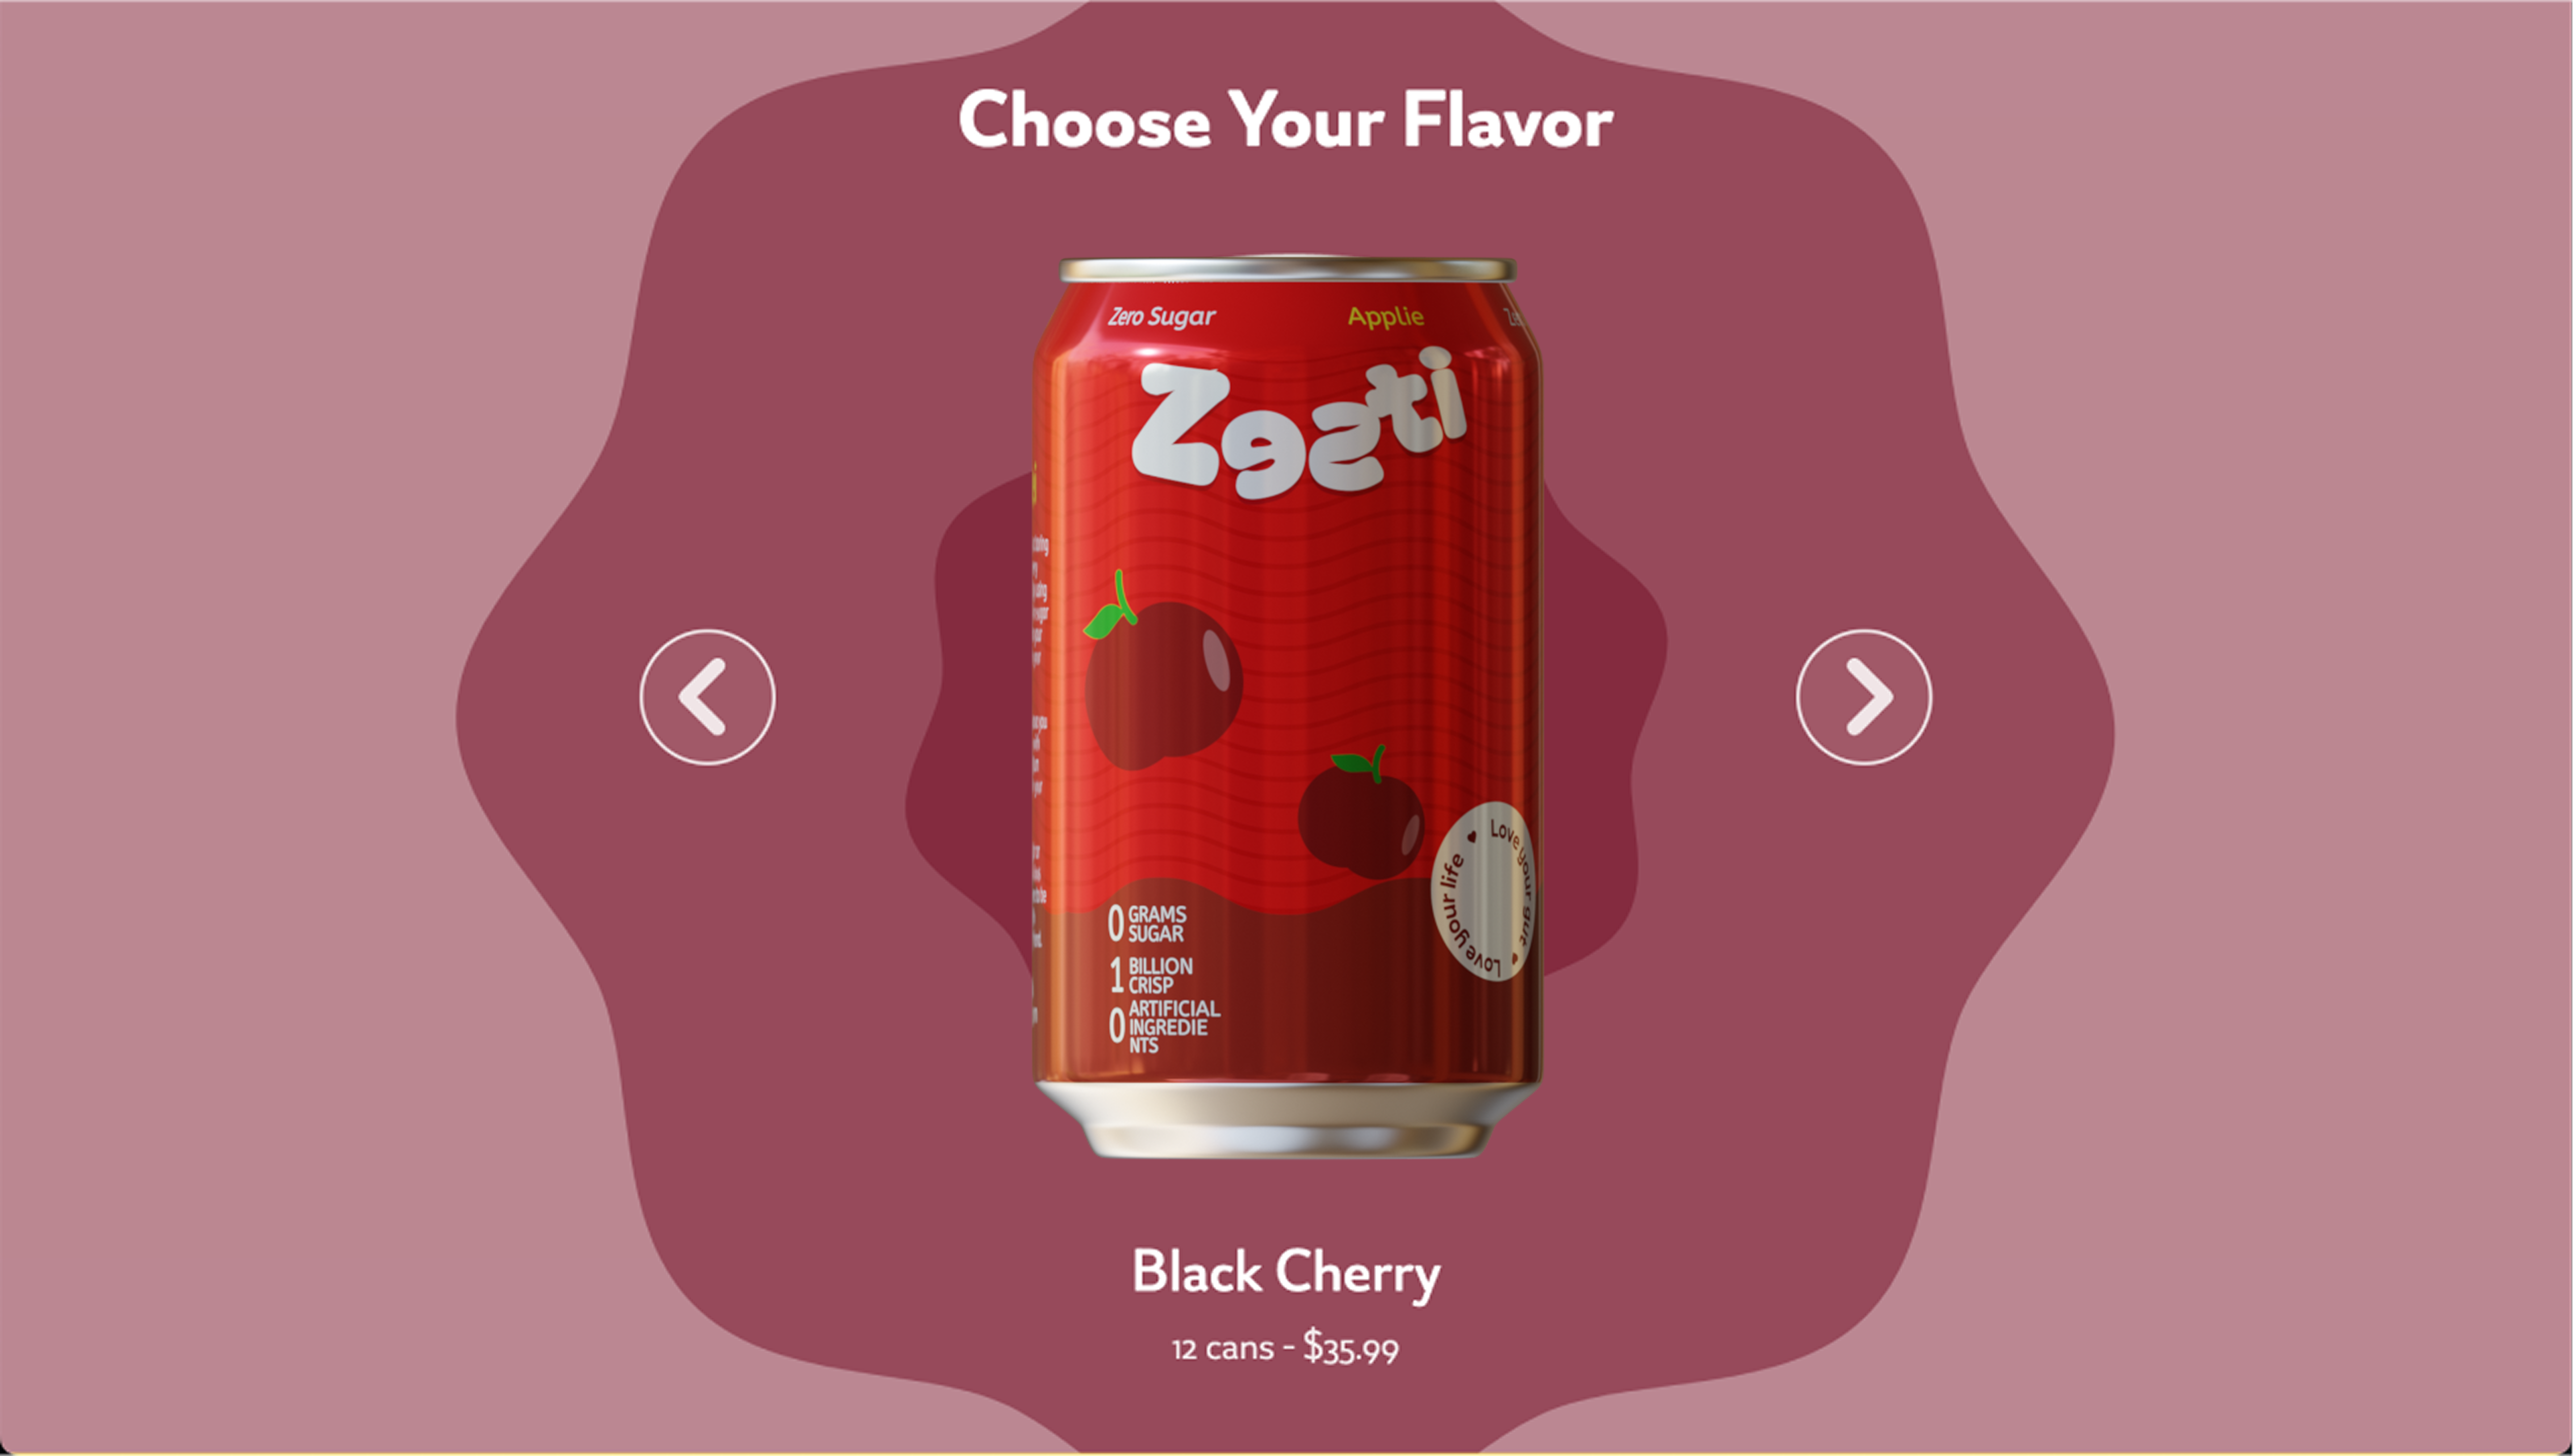 Choose Your Flavor
Zero Sugar
Applie
Zesti
0 GRAMS
SUGAR
1 BILLION
CRISP
0 ARTIFICIAL
INGREDIE
NTS
Love your gut
Love your life
Black Cherry
12 cans - $35.99